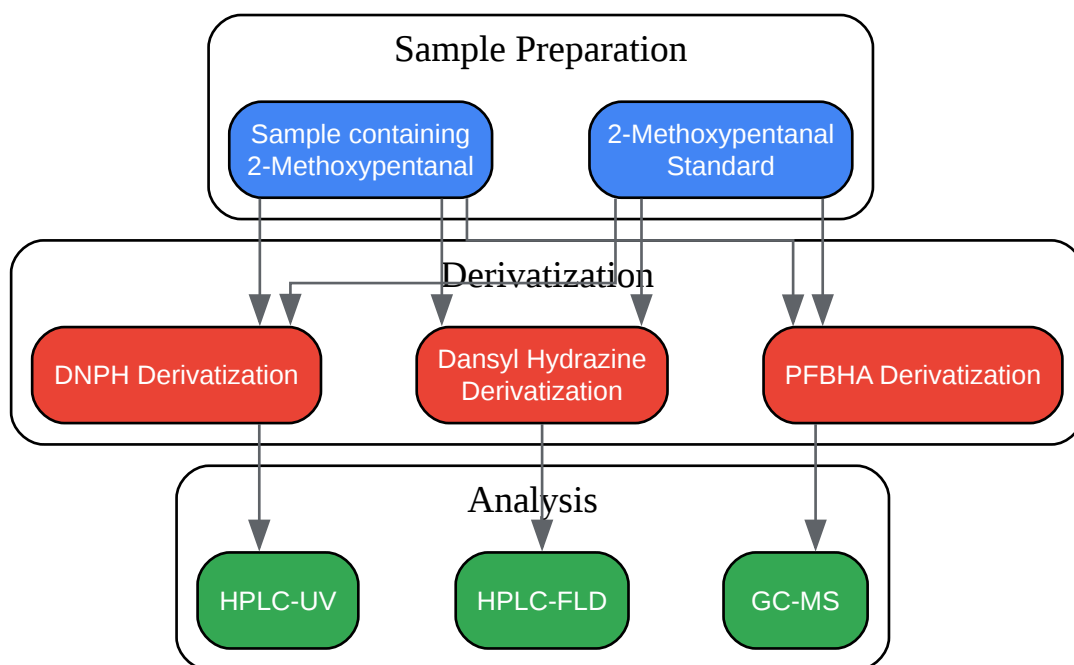 Sample Preparation
Sample containing
2-Methoxypentanal
2-Methoxypentanal
Standard
Derivatization
DNPH Derivatization
Dansyl Hydrazine
Derivatization
PFBHA Derivatization
Analysis
HPLC-UV
HPLC-FLD
GC-MS